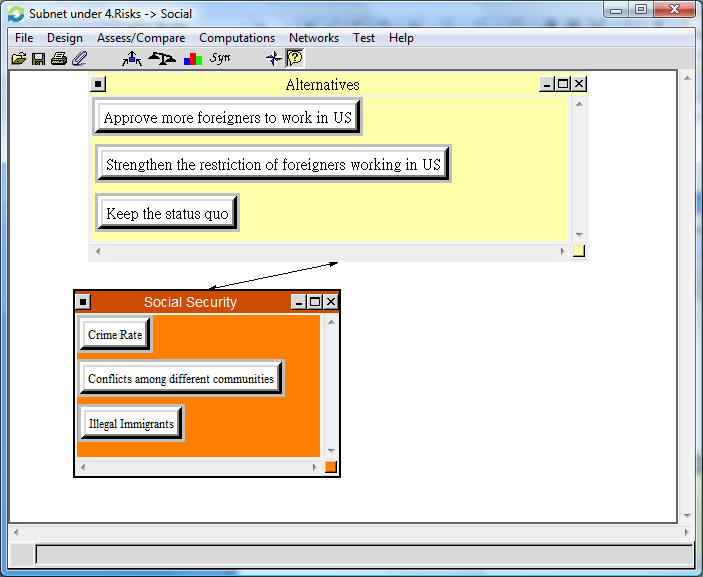 Subnet under 4.Risks -> Social
File Design Assess/Compare Computations Networks Test Help
Syn
Alternatives
Approve more foreigners to work in US
Strengthen the restriction of foreigners working in US
Keep the status quo
Social Security
Crime Rate
Conflicts among different communities
Illegal Immigrants